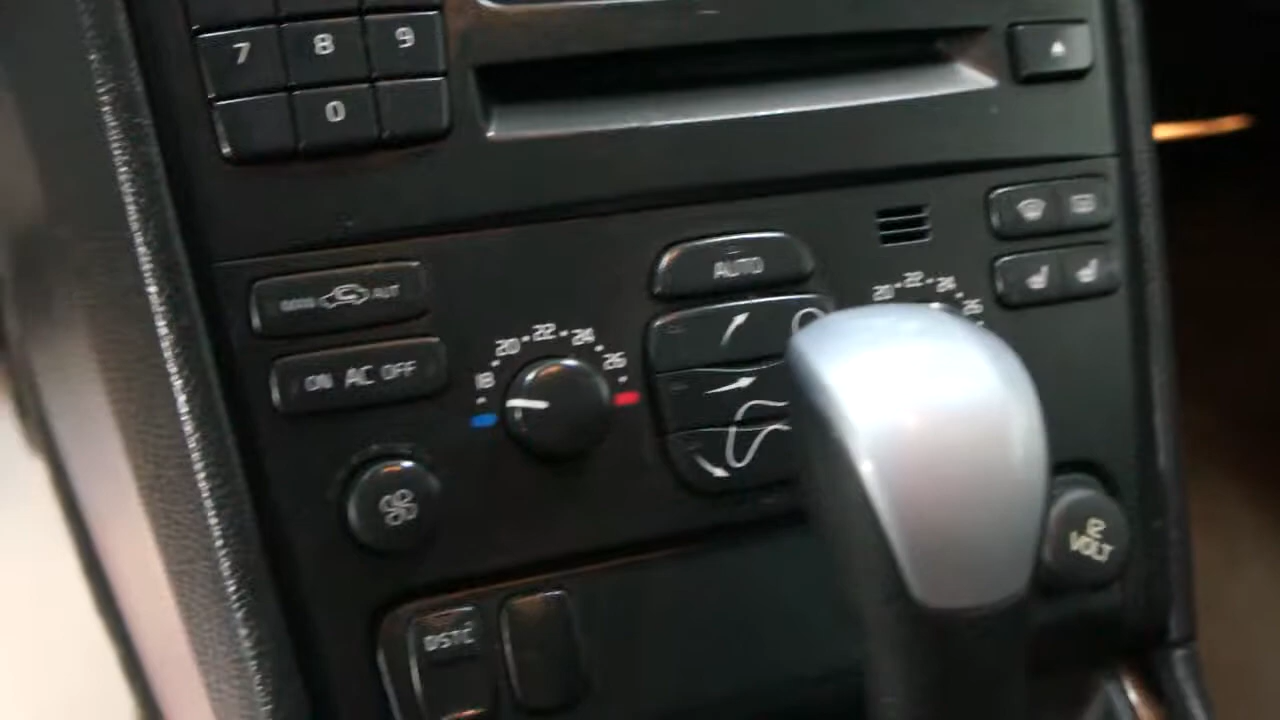 7 8 9
0
AUTO
AUT
ON AC OFF
18 20 22 24 26
20 22 24 26
12
VOLT
DSTC